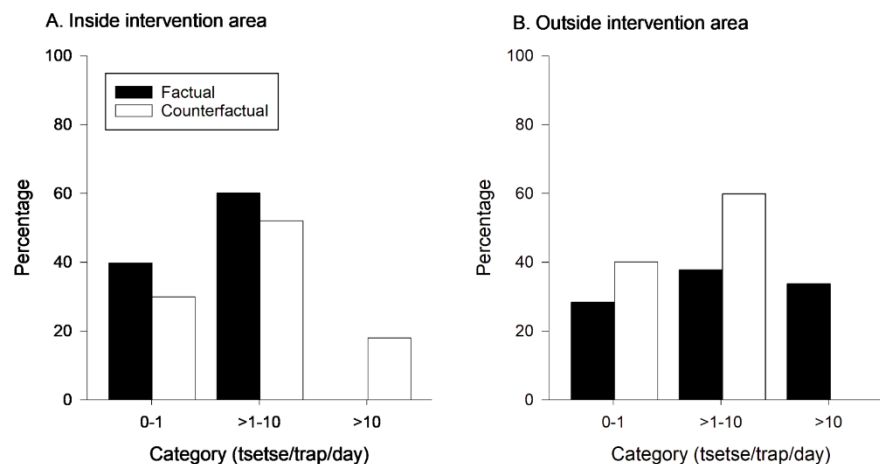 A. Inside intervention area
100
80
60
40
20
0
Percentage
Factual
Counterfactual
0-1
>1-10
>10
Category (tsetse/trap/day)
B. Outside intervention area
100
80
60
40
20
0
Percentage
0-1
>1-10
>10
Category (tsetse/trap/day)